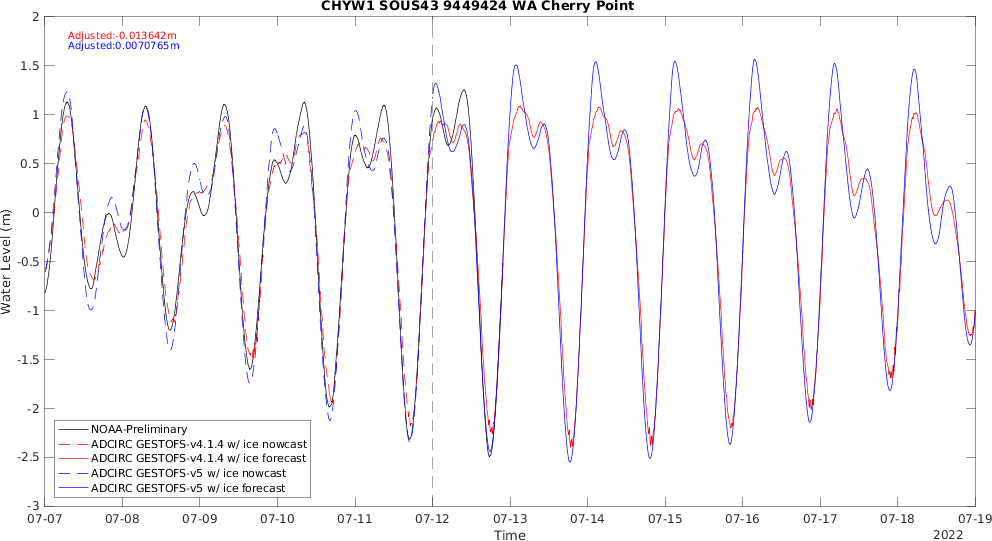 CHYW1 SOUS43 9449424 WA Cherry Point
Adjusted:-0.013642m
Adjusted:0.0070765m
Water Level (m)
2
1.5
1
0.5
0
-0.5
-1
-1.5
-2
-2.5
-3
NOAA-Preliminary
ADCIRC GESTOFS-v4.1.4 w/ ice nowcast
ADCIRC GESTOFS-v4.1.4 w/ ice forecast
ADCIRC GESTOFS-v5 w/ ice nowcast
ADCIRC GESTOFS-v5 w/ ice forecast
07-07 07-08 07-09 07-10 07-11 07-12 07-13 07-14 07-15 07-16 07-17 07-18 07-19
Time
2022